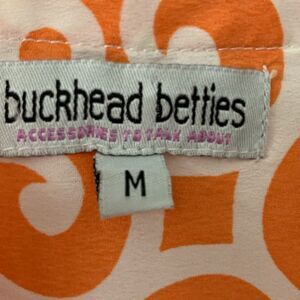 buckhead betties
ACCESSORIES TO TALK ABOUT
M